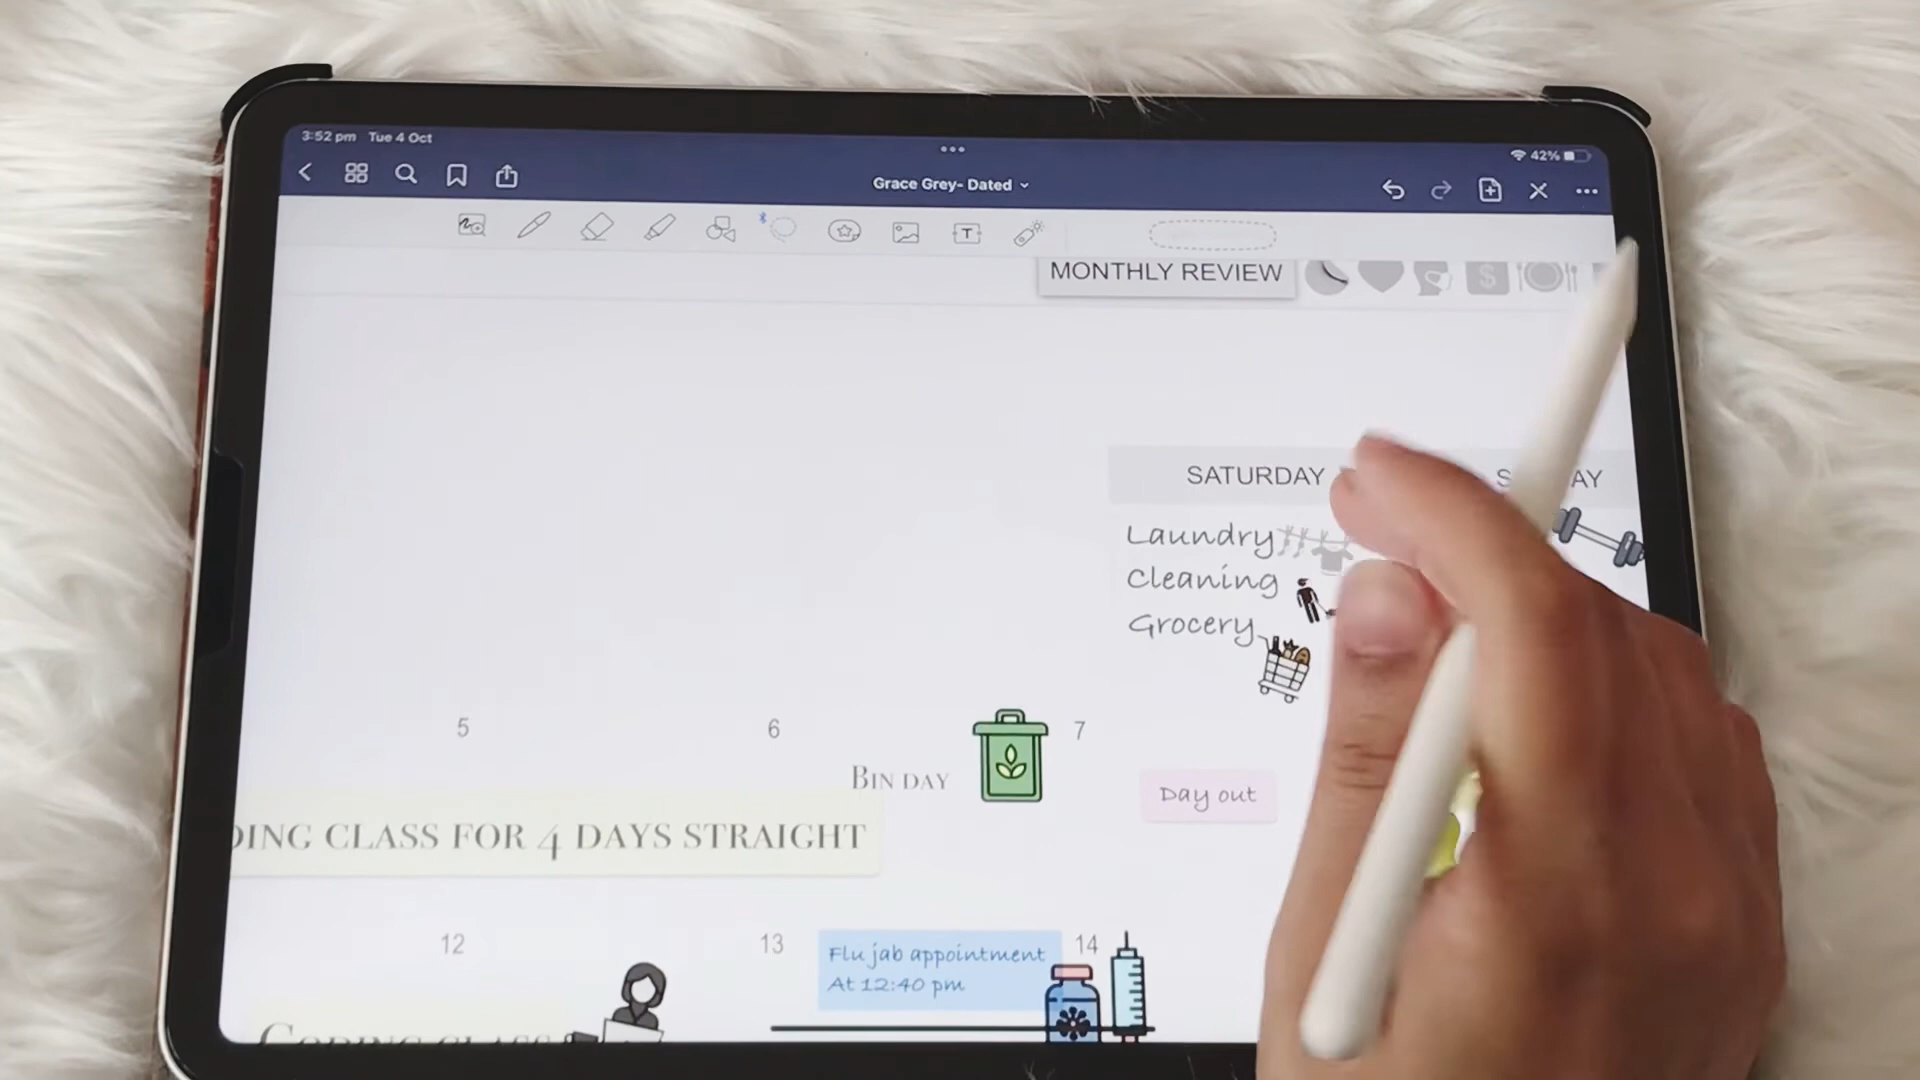 3:52 pm Tue 4 Oct
42%
Grace Grey- Dated
T
MONTHLY REVIEW
$
SATURDAY
Laundry
Cleaning
Grocery
5
6
7
BIN DAY
Day out
CLASS FOR 4 DAYS STRAIGHT
12
13
14
Flu jab appointment
At 12:40 pm
CODING CLASS